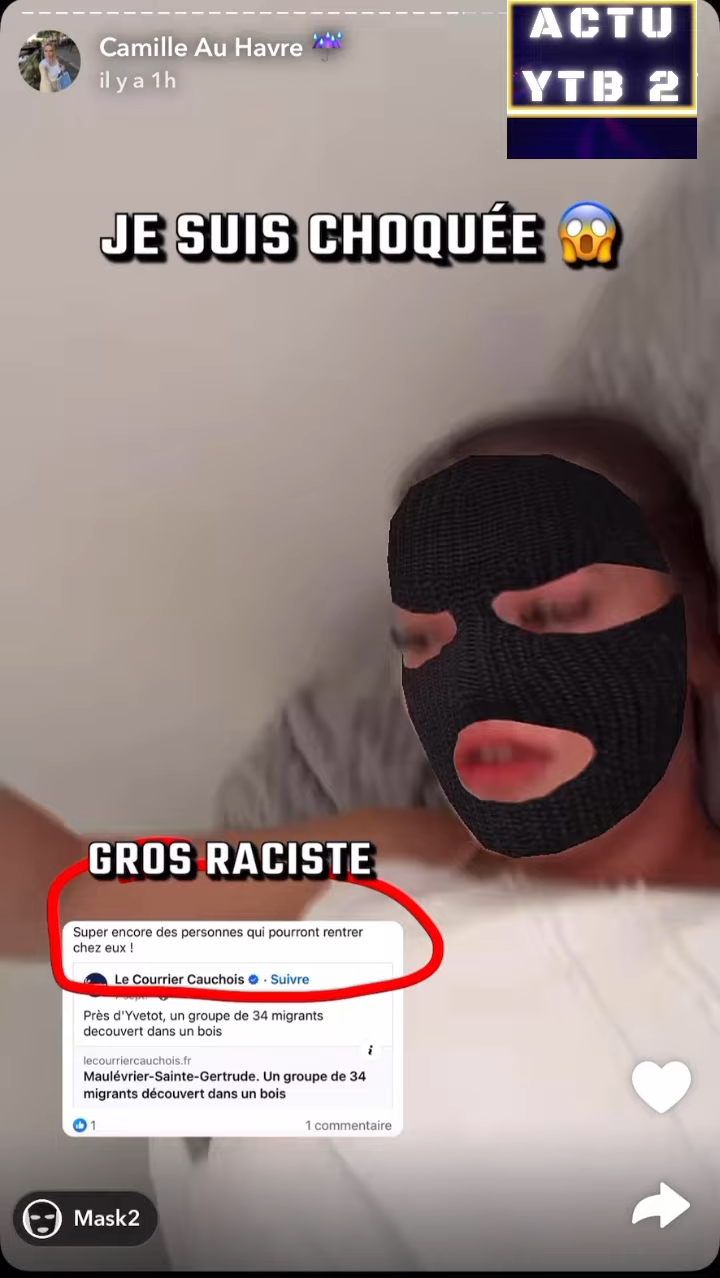 Camille Au Havre
il y a 1h
ACTU
YTB 2
JE SUIS CHOQUÉE
GROS RACISTE
Super encore des personnes qui pourront rentrer
chez eux !
Le Courrier Cauchois · Suivre
Près d'Yvetot, un groupe de 34 migrants
decouvert dans un bois
lecourriercauchois.fr
Maulévrier-Sainte-Gertrude. Un groupe de 34
migrants découvert dans un bois
1
1 commentaire
Mask2